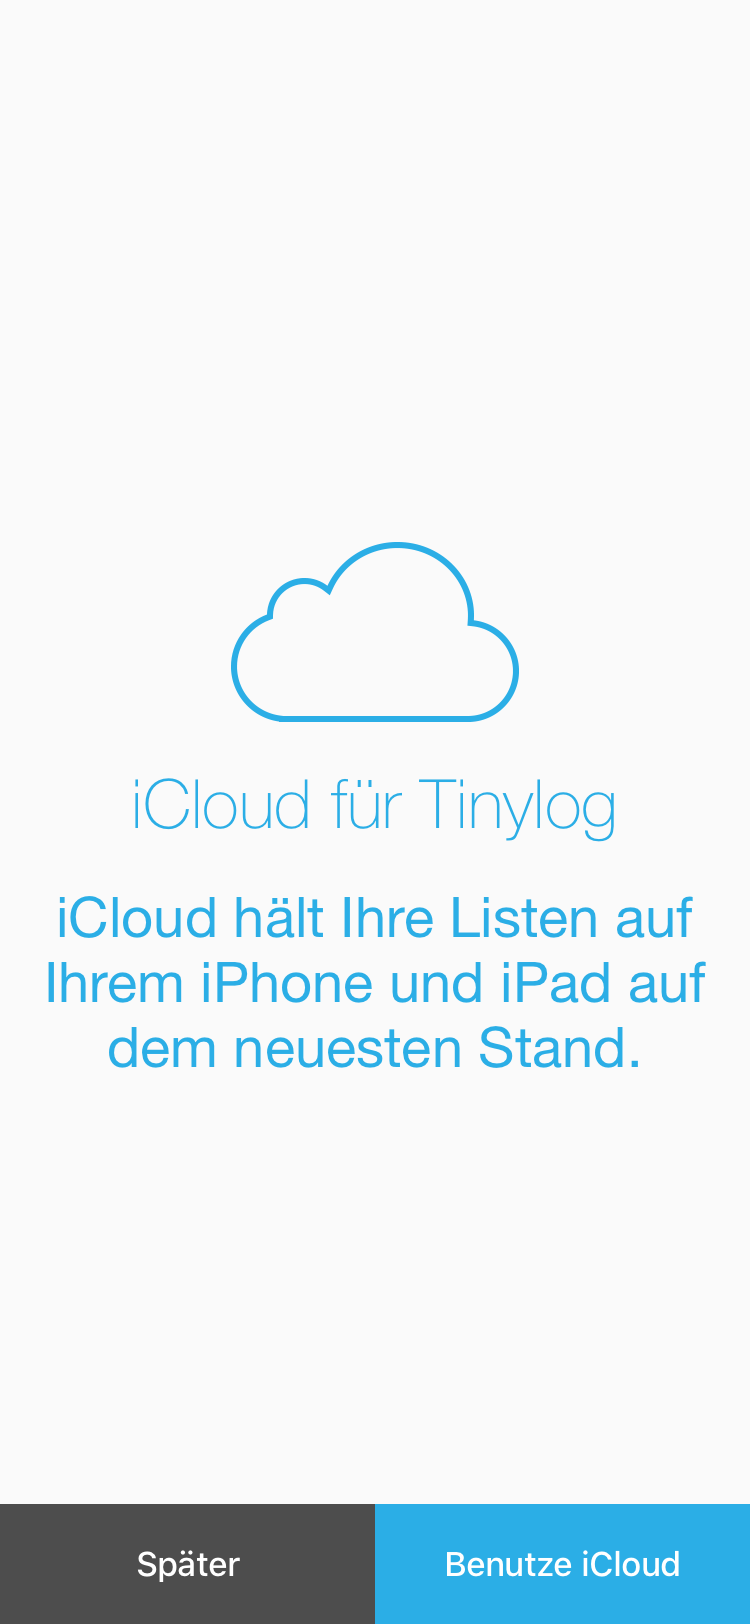 iCloud für Tinylog
iCloud hält Ihre Listen auf
Ihrem iPhone und iPad auf
dem neuesten Stand.
Später
Benutze iCloud